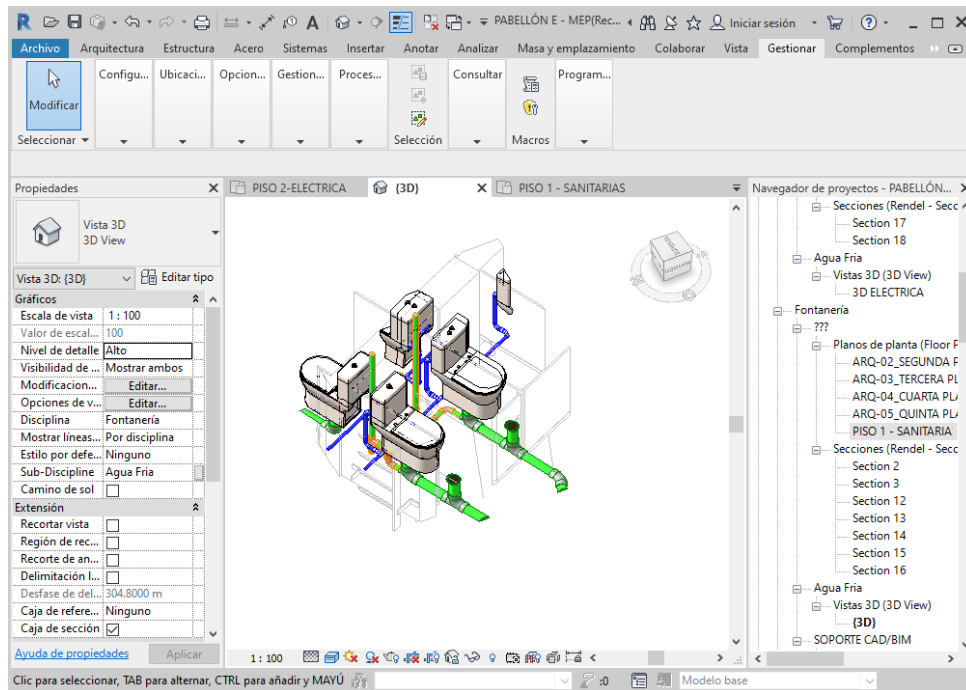 PABELLÓN E - MEP(Rec...
Iniciar sesión
Archivo Arquitectura Estructura Acero Sistemas Insertar Anotar Analizar Masa y emplazamiento Colaborar Vista Gestionar Complementos
Modificar
Configu... Ubicaci... Opcion... Gestion... Proces... Consultar Program...
Seleccionar Selección Macros
Propiedades
PISO 2-ELECTRICA {3D} PISO 1 - SANITARIAS
Navegador de proyectos - PABELLÓN...
Vista 3D
3D View
Vista 3D: {3D} Editar tipo
Gráficos
Escala de vista 1 : 100
Valor de escal... 100
Nivel de detalle Alto
Visibilidad de ... Mostrar ambos
Modificacion... Editar...
Opciones de v... Editar...
Disciplina Fontanería
Mostrar líneas... Por disciplina
Estilo por defe... Ninguno
Sub-Discipline Agua Fria
Camino de sol
Extensión
Recortar vista
Región de rec...
Recorte de an...
Delimitación l...
Desfase de del... 304.8000 m
Caja de refere... Ninguno
Caja de sección
Ayuda de propiedades Aplicar
Secciones (Rendel - Secc
Section 17
Section 18
Agua Fria
Vistas 3D (3D View)
3D ELECTRICA
Fontanería
???
Planos de planta (Floor P
ARQ-02_SEGUNDA P
ARQ-03_TERCERA PL
ARQ-04_CUARTA PLA
ARQ-05_QUINTA PLA
PISO 1 - SANITARIA
Secciones (Rendel - Secc
Section 2
Section 3
Section 12
Section 13
Section 14
Section 15
Section 16
Agua Fria
Vistas 3D (3D View)
{3D}
SOPORTE CAD/BIM
1 : 100
Clic para seleccionar, TAB para alternar, CTRL para añadir y MAYÚ
:0
Modelo base